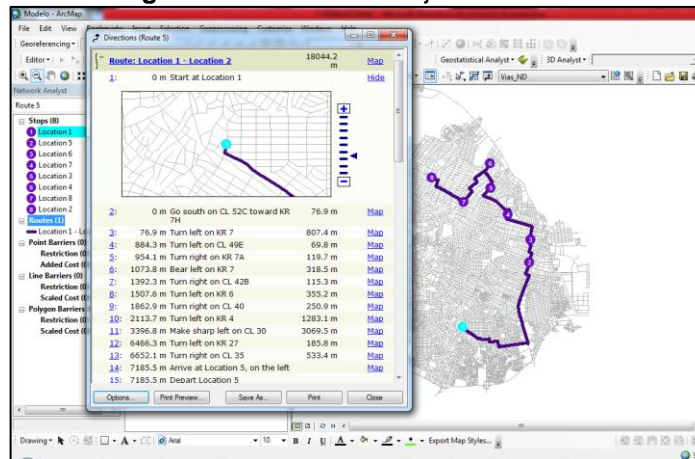 Modelo - ArcMap
File Edit View
Georeferencing
Editor
Network Analyst
Route 5
Stops (8)
1 Location 1
2 Location 5
3 Location 6
4 Location 7
5 Location 3
6 Location 4
7 Location 8
8 Location 2
Routes (1)
Location 1 - Lo
Point Barriers (0)
Restriction (0
Added Cost (0
Line Barriers (0)
Restriction (0
Scaled Cost (
Polygon Barriers (
Restriction (0
Scaled Cost (
Directions (Route 5)
Route: Location 1 - Location 2 18044.2 m Map
1: 0 m Start at Location 1 Hide
2: 0 m Go south on CL 52C toward KR 7H 76.9 m Map
3: 76.9 m Turn left on KR 7 807.4 m Map
4: 884.3 m Turn left on CL 49E 69.8 m Map
5: 954.1 m Turn right on KR 7A 119.7 m Map
6: 1073.8 m Bear left on KR 7 318.5 m Map
7: 1392.3 m Turn right on CL 42B 115.3 m Map
8: 1507.6 m Turn left on KR 6 355.2 m Map
9: 1862.9 m Turn right on CL 40 250.9 m Map
10: 2113.7 m Turn left on KR 4 1283.1 m Map
11: 3396.8 m Make sharp left on CL 30 3069.5 m Map
12: 6466.3 m Turn left on KR 27 185.8 m Map
13: 6652.1 m Turn right on CL 35 533.4 m Map
14: 7185.5 m Arrive at Location 5, on the left Map
15: 7185.5 m Depart Location 5
Options... Print Preview... Save As... Print Close
Geostatistical Analyst 3D Analyst
Vias_ND
Drawing Arial 10 B I U A Export Map Styles...